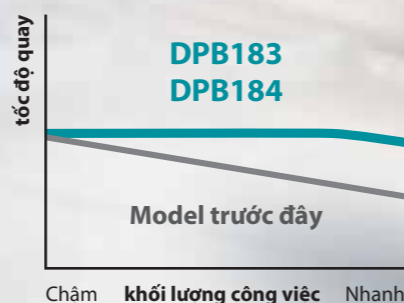 tốc độ quay
DPB183
DPB184
Model trước đây
Chậm khối lượng công việc Nhanh